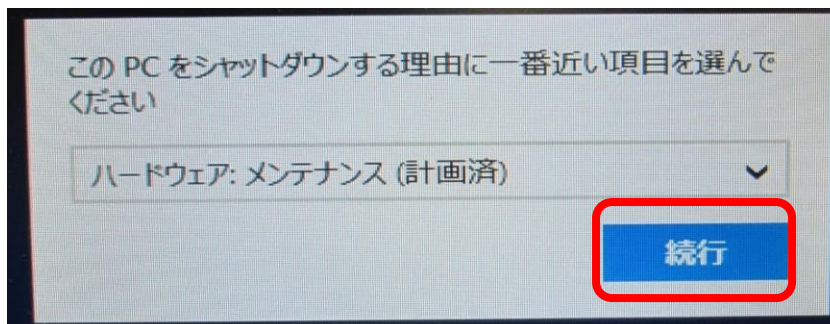 この PC をシャットダウンする理由に一番近い項目を選んで
ください
ハードウェア: メンテナンス (計画済)
続行